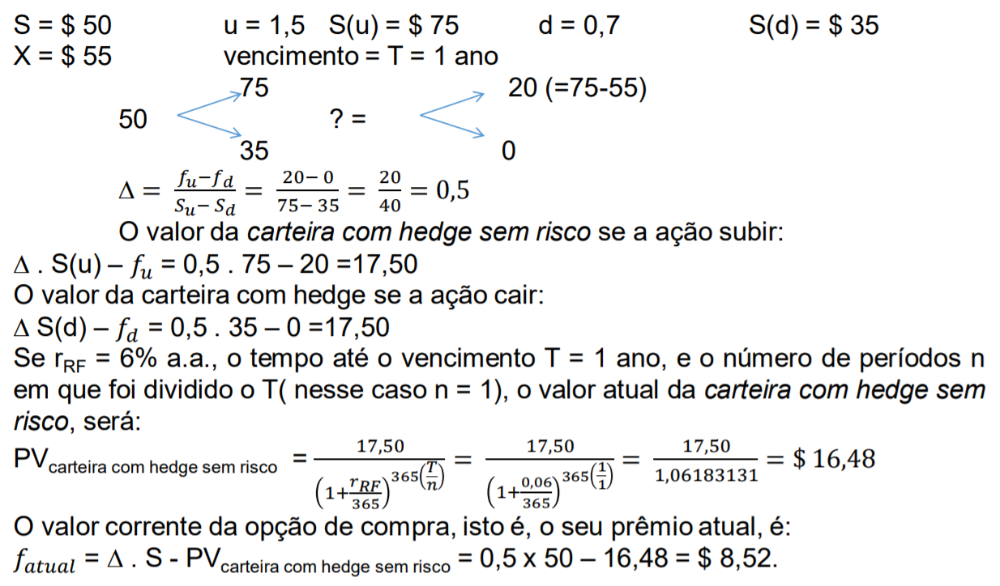 S = $ 50 u = 1,5 S(u) = $ 75 d = 0,7 S(d) = $ 35
X = $ 55 vencimento = T = 1 ano
75 20 (=75-55)
50 ? =
35 0
Δ = (f_u − f_d)/(S_u − S_d) = (20− 0)/(75− 35) = 20/40 = 0,5
O valor da carteira com hedge sem risco se a ação subir:
Δ . S(u) – f_u = 0,5 . 75 – 20 =17,50
O valor da carteira com hedge se a ação cair:
Δ S(d) – f_d = 0,5 . 35 – 0 =17,50
Se r_RF = 6% a.a., o tempo até o vencimento T = 1 ano, e o número de períodos n
em que foi dividido o T( nesse caso n = 1), o valor atual da carteira com hedge sem
risco, será:
PV_carteira com hedge sem risco = 17,50/(1+r_RF/365)^365(T/n) = 17,50/(1+0,06/365)^365(1/1) = 17,50/1,06183131 = $ 16,48
O valor corrente da opção de compra, isto é, o seu prêmio atual, é:
f_atual = Δ . S - PV_carteira com hedge sem risco = 0,5 x 50 – 16,48 = $ 8,52.